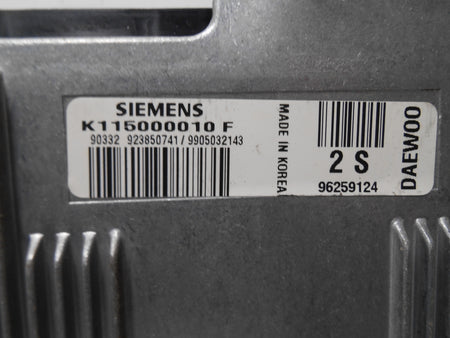 SIEMENS
K115000010 F
90332 923850741 / 9905032143
MADE IN KOREA
2 S
96259124
DAEWOO